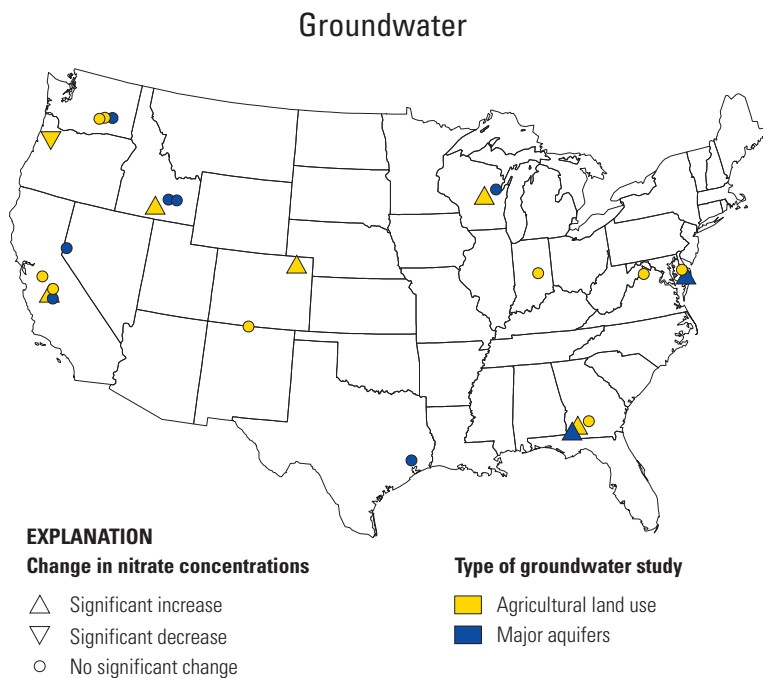 Groundwater
EXPLANATION
Change in nitrate concentrations
Significant increase
Significant decrease
No significant change
Type of groundwater study
Agricultural land use
Major aquifers